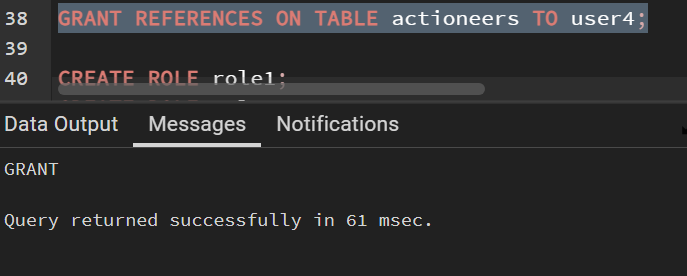 38 GRANT REFERENCES ON TABLE actioneers TO user4;
39
40 CREATE ROLE role1;
Data Output Messages Notifications
GRANT
Query returned successfully in 61 msec.